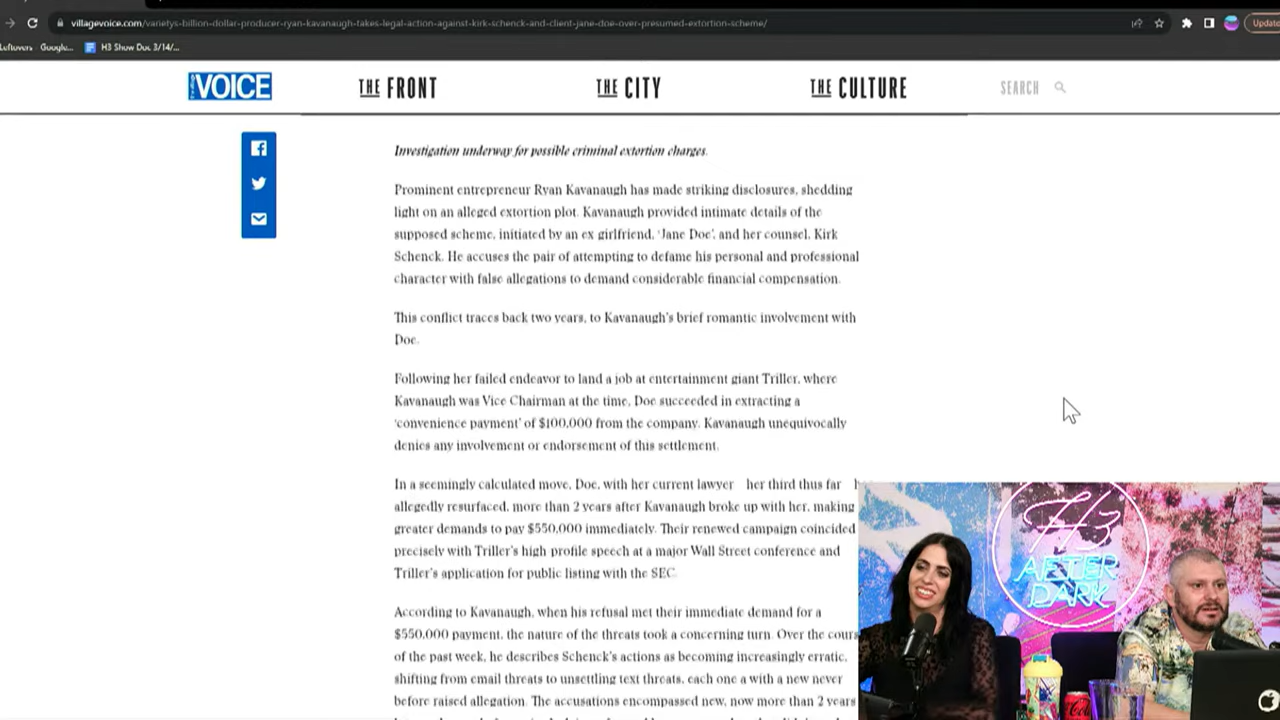 villagevoice.com/varietys-billion-dollar-producer-ryan-kavanaugh-takes-legal-action-against-kirk-schenck-and-client-jane-doe-over-presumed-extortion-scheme/
Leftovers - Googl...
H3 Show Doc 3/14/...
VOICE
THE FRONT
THE CITY
THE CULTURE
SEARCH
Investigation underway for possible criminal extortion charges.
Prominent entrepreneur Ryan Kavanaugh has made striking disclosures, shedding
light on an alleged extortion plot. Kavanaugh provided intimate details of the
supposed scheme, initiated by an ex girlfriend, 'Jane Doe', and her counsel, Kirk
Schenck. He accuses the pair of attempting to defame his personal and professional
character with false allegations to demand considerable financial compensation.
This conflict traces back two years, to Kavanaugh's brief romantic involvement with
Doe.
Following her failed endeavor to land a job at entertainment giant Triller, where
Kavanaugh was Vice Chairman at the time, Doe succeeded in extracting a
'convenience payment' of $100,000 from the company. Kavanaugh unequivocally
denies any involvement or endorsement of this settlement.
In a seemingly calculated move, Doe, with her current lawyer her third thus far
allegedly resurfaced, more than 2 years after Kavanaugh broke up with her, making
greater demands to pay $550,000 immediately. Their renewed campaign coincided
precisely with Triller's high profile speech at a major Wall Street conference and
Triller's application for public listing with the SEC.
According to Kavanaugh, when his refusal met their immediate demand for a
$550,000 payment, the nature of the threats took a concerning turn. Over the cours
of the past week, he describes Schenck's actions as becoming increasingly erratic,
shifting from email threats to unsettling text threats, each one a with a new never
before raised allegation. The accusations encompassed new, now more than 2 years
H3
AFTER
DARK